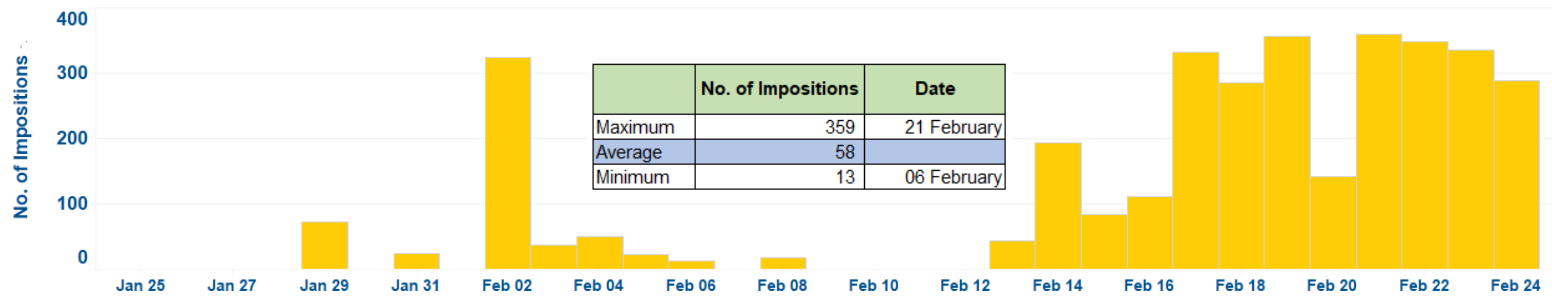 No. of Impositions
400
300
200
100
0
No. of Impositions Date
Maximum 359 21 February
Average 58
Minimum 13 06 February
Jan 25 Jan 27 Jan 29 Jan 31 Feb 02 Feb 04 Feb 06 Feb 08 Feb 10 Feb 12 Feb 14 Feb 16 Feb 18 Feb 20 Feb 22 Feb 24